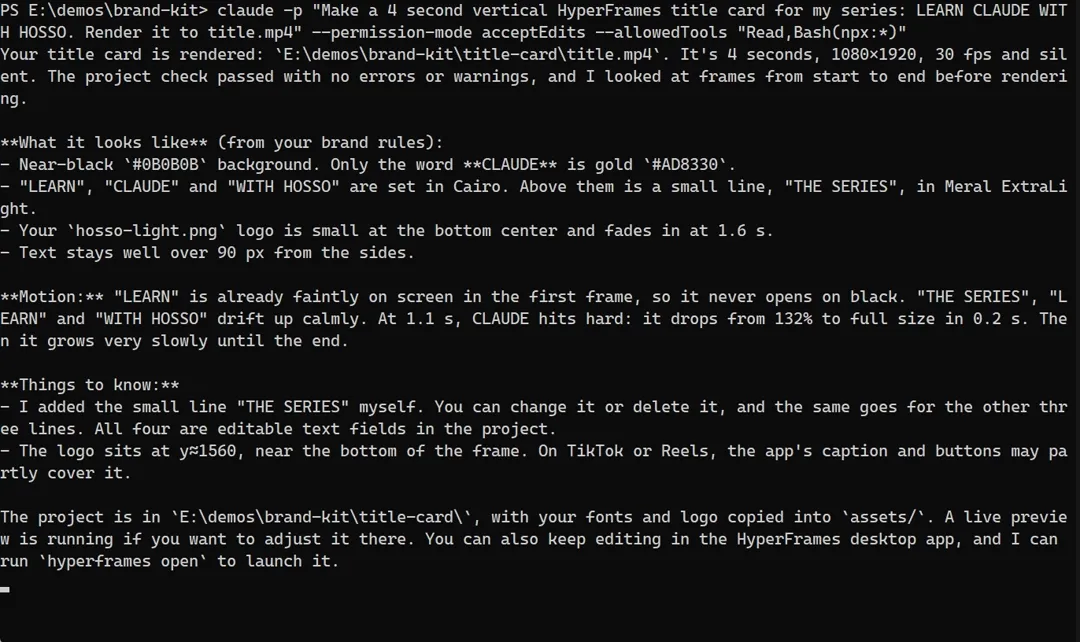 PS E:\demos\brand-kit> claude -p "Make a 4 second vertical HyperFrames title card for my series: LEARN CLAUDE WIT
H HOSSO. Render it to title.mp4" --permission-mode acceptEdits --allowedTools "Read,Bash(npx:*)"
Your title card is rendered: `E:\demos\brand-kit\title-card\title.mp4`. It's 4 seconds, 1080×1920, 30 fps and sil
ent. The project check passed with no errors or warnings, and I looked at frames from start to end before renderi
ng.
**What it looks like** (from your brand rules):
- Near-black `#0B0B0B` background. Only the word **CLAUDE** is gold `#AD8330`.
- "LEARN", "CLAUDE" and "WITH HOSSO" are set in Cairo. Above them is a small line, "THE SERIES", in Meral ExtraLi
ght.
- Your `hosso-light.png` logo is small at the bottom center and fades in at 1.6 s.
- Text stays well over 90 px from the sides.
**Motion:** "LEARN" is already faintly on screen in the first frame, so it never opens on black. "THE SERIES", "L
EARN" and "WITH HOSSO" drift up calmly. At 1.1 s, CLAUDE hits hard: it drops from 132% to full size in 0.2 s. The
n it grows very slowly until the end.
**Things to know:**
- I added the small line "THE SERIES" myself. You can change it or delete it, and the same goes for the other thr
ee lines. All four are editable text fields in the project.
- The logo sits at y≈1560, near the bottom of the frame. On TikTok or Reels, the app's caption and buttons may pa
rtly cover it.
The project is in `E:\demos\brand-kit\title-card\`, with your fonts and logo copied into `assets/`. A live previe
w is running if you want to adjust it there. You can also keep editing in the HyperFrames desktop app, and I can
run `hyperframes open` to launch it.